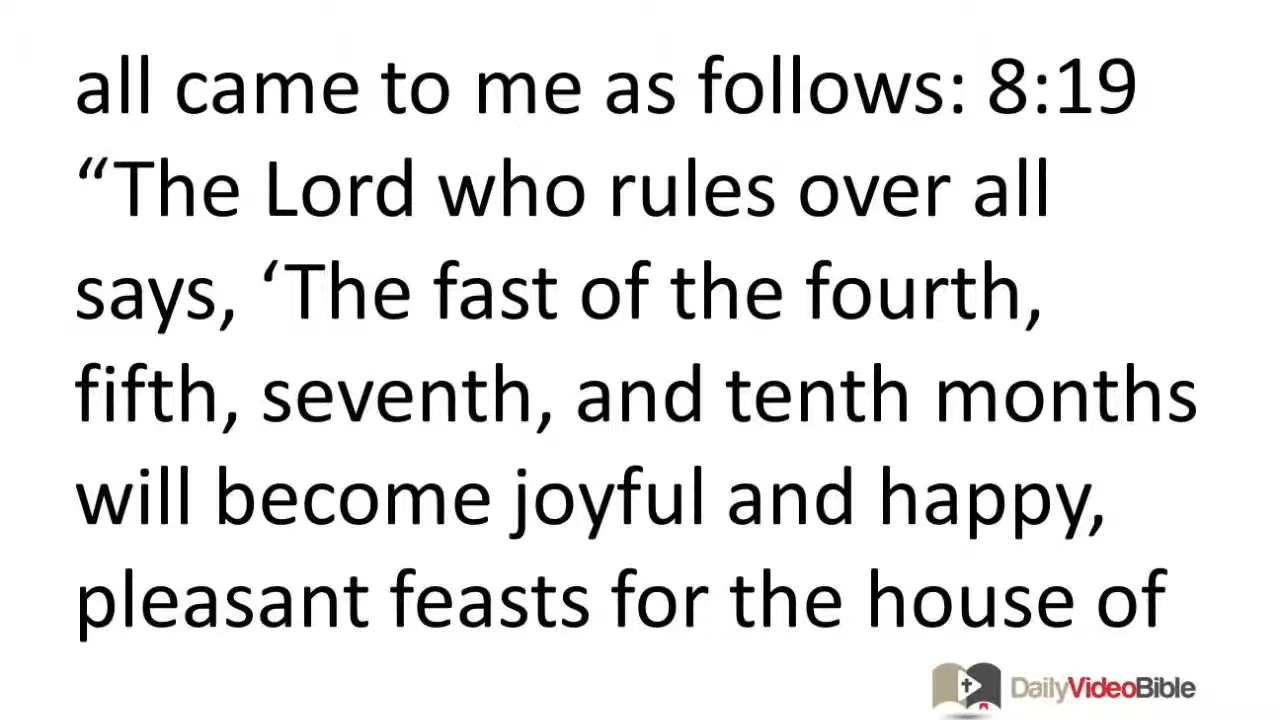 all came to me as follows: 8:19
“The Lord who rules over all
says, ‘The fast of the fourth,
fifth, seventh, and tenth months
will become joyful and happy,
pleasant feasts for the house of
DailyVideoBible